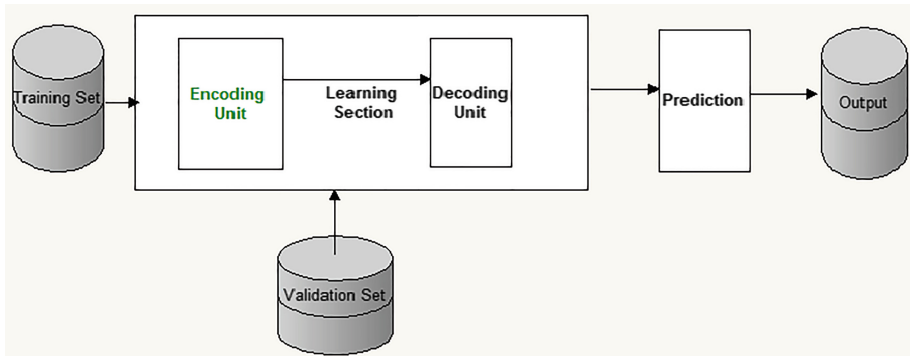 Training Set
Encoding
Unit
Learning
Section
Decoding
Unit
Prediction
Output
Validation Set